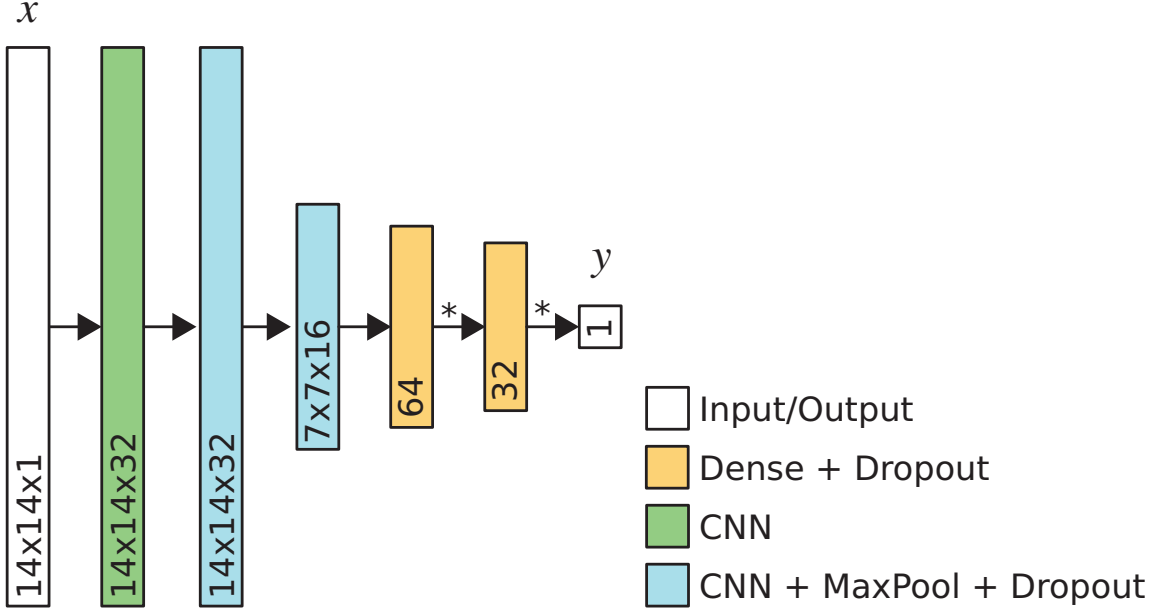 x
14x14x1
14x14x32
14x14x32
7x7x16
64
*
32
*
y
1
Input/Output
Dense + Dropout
CNN
CNN + MaxPool + Dropout